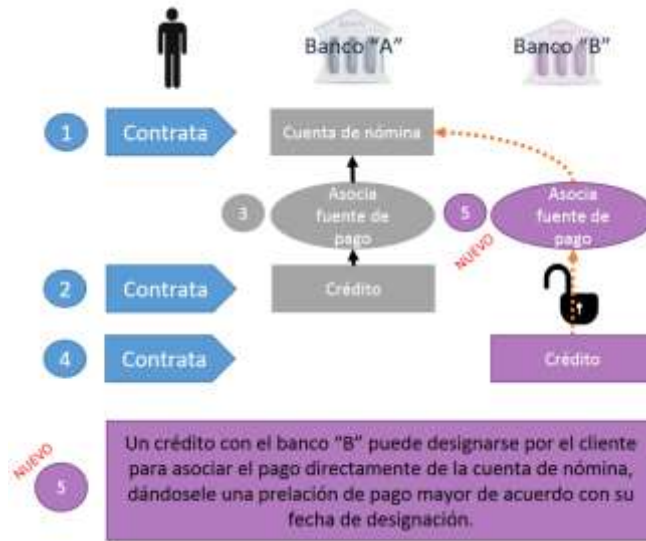 Banco "A"
Banco "B"
1
Contrata
Cuenta de nómina
3
Asocia
fuente de
pago
5
NUEVO
Asocia
fuente de
pago
2
Contrata
Crédito
4
Contrata
Crédito
NUEVO
5
Un crédito con el banco "B" puede designarse por el cliente
para asociar el pago directamente de la cuenta de nómina,
dándosele una prelación de pago mayor de acuerdo con su
fecha de designación.